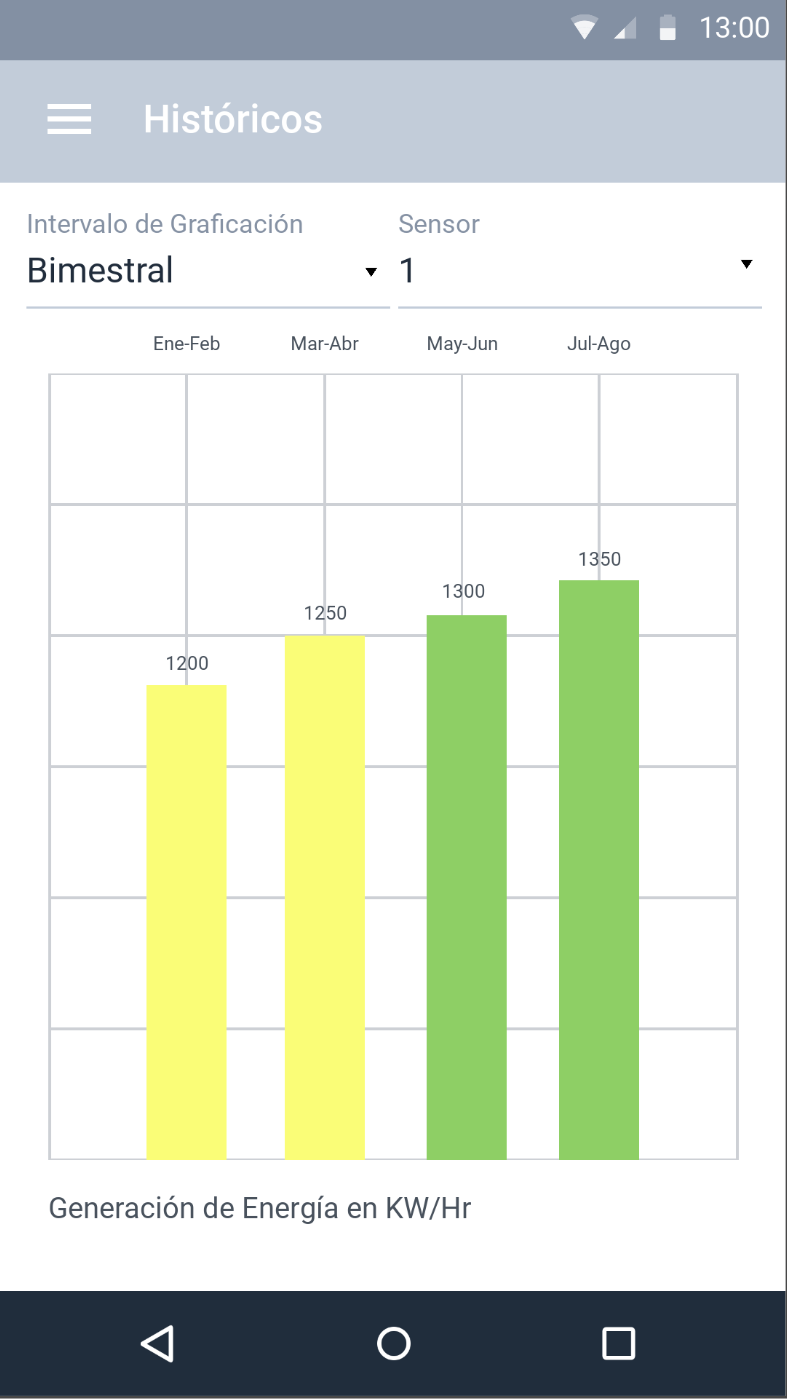 13:00
Históricos
Intervalo de Graficación Sensor
Bimestral 1
Ene-Feb Mar-Abr May-Jun Jul-Ago
1350
1300
1250
1200
Generación de Energía en KW/Hr